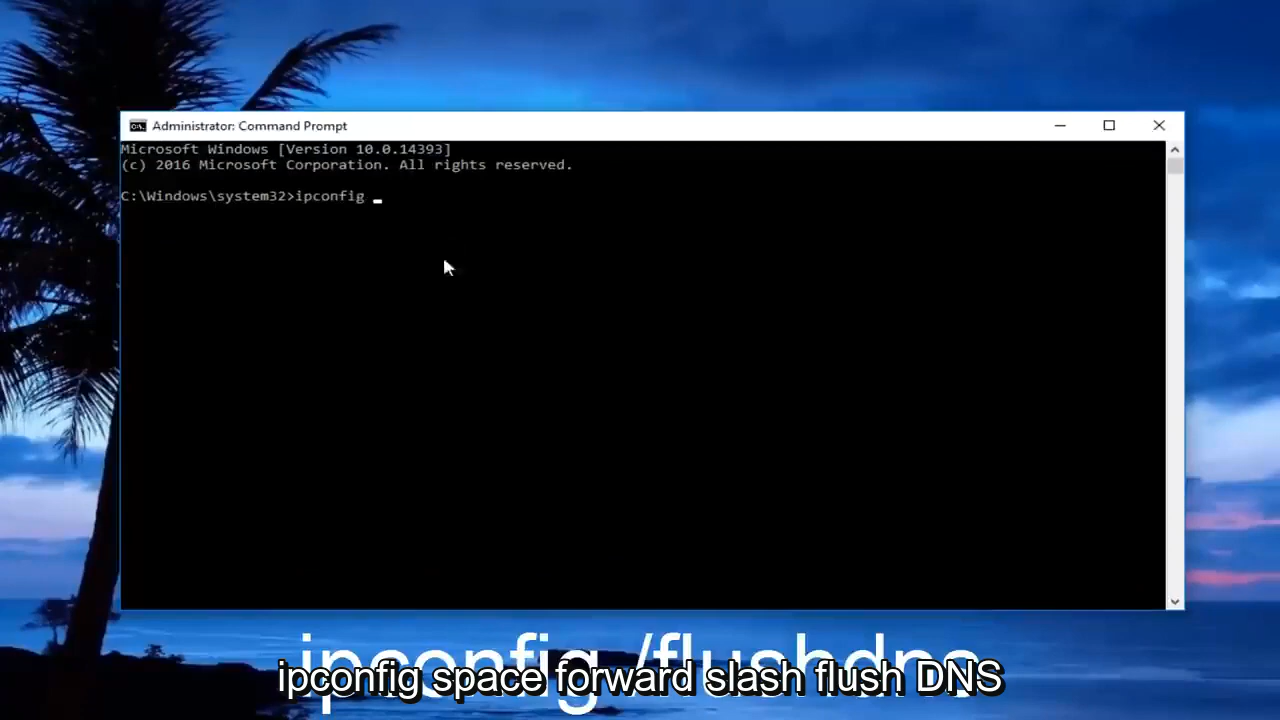 Administrator: Command Prompt
Microsoft Windows [Version 10.0.14393]
(c) 2016 Microsoft Corporation. All rights reserved.
C:\Windows\system32>ipconfig
ipconfig /flushdns
ipconfig space forward slash flush DNS